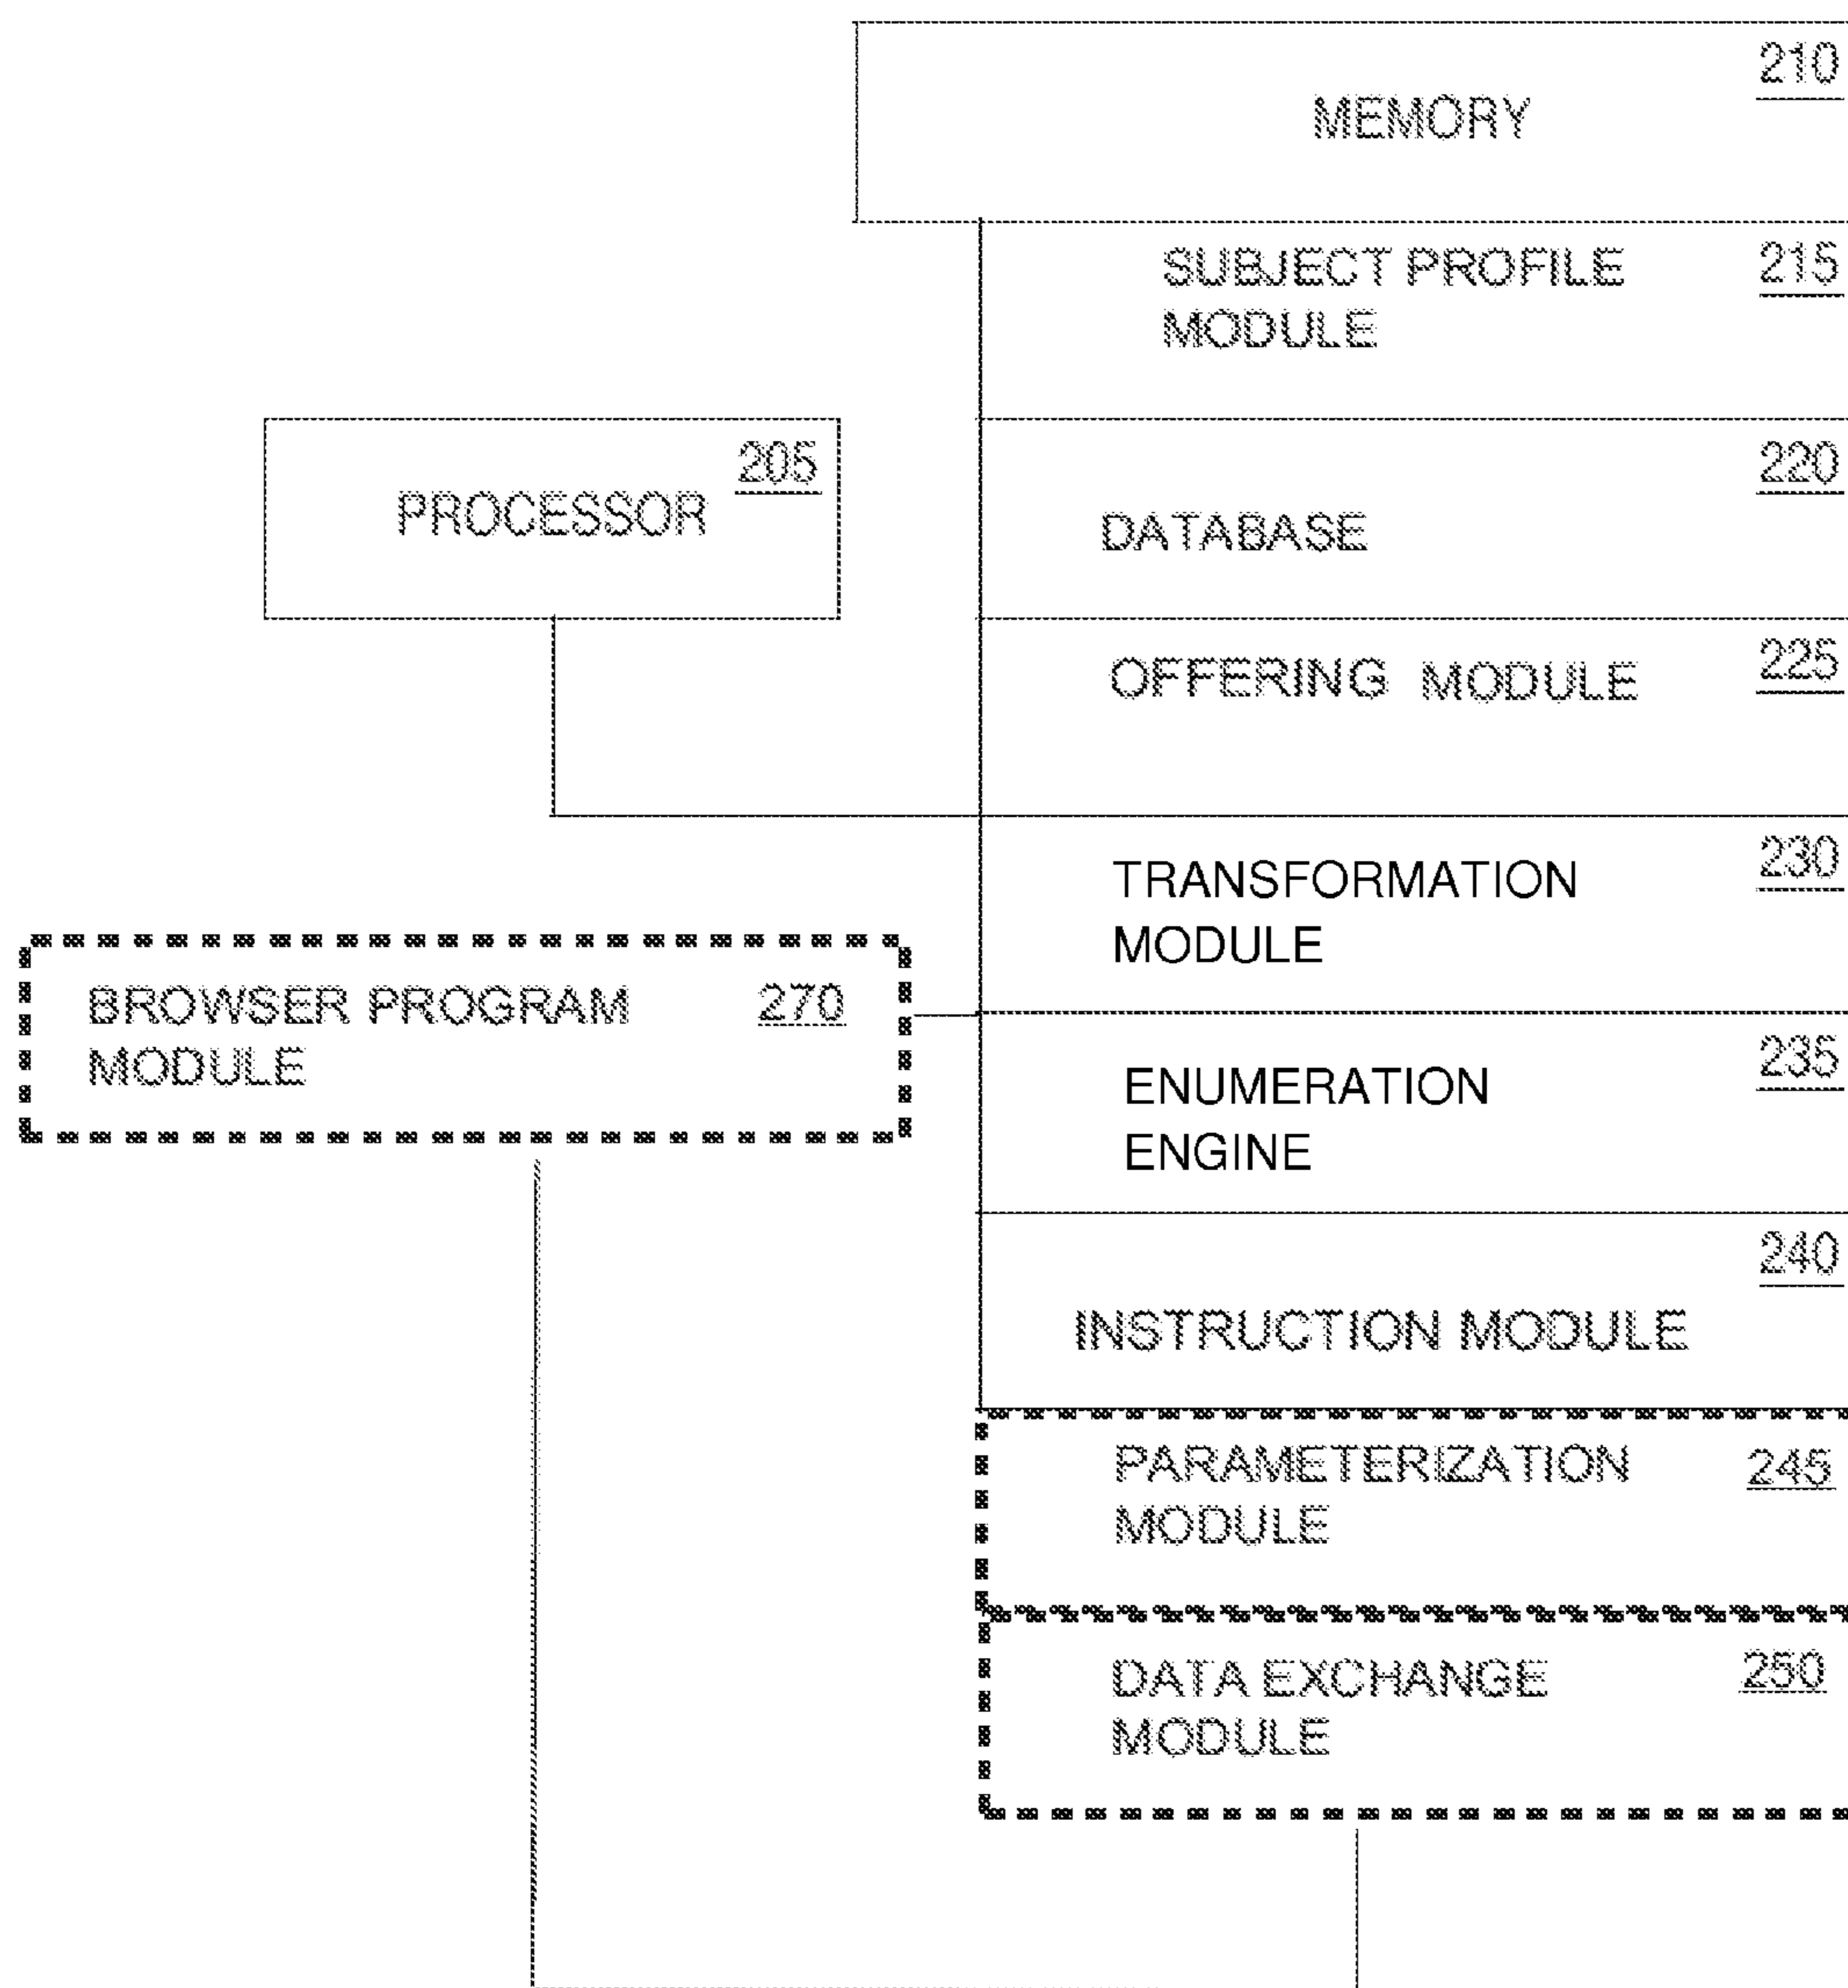 210
MEMORY
SUBJECT PROFILE
MODULE
215
205
PROCESSOR
220
DATABASE
OFFERING MODULE
225
TRANSFORMATION
MODULE
230
BROWSER PROGRAM
MODULE
270
ENUMERATION
ENGINE
235
240
INSTRUCTION MODULE
PARAMETERIZATION
MODULE
245
DATA EXCHANGE
MODULE
250